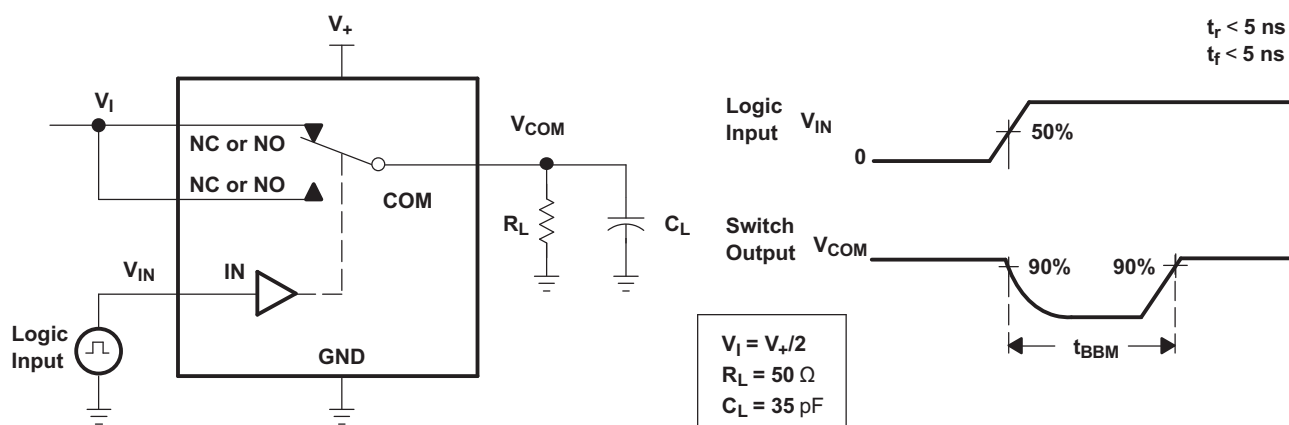 V+
VI
NC or NO
NC or NO
VCOM
COM
RL
CL
VIN
IN
Logic
Input
GND
tr < 5 ns
tf < 5 ns
Logic
Input
VIN
50%
0
Switch
Output
VCOM
90%
90%
tBBM
VI = V+/2
RL = 50 Ω
CL = 35 pF